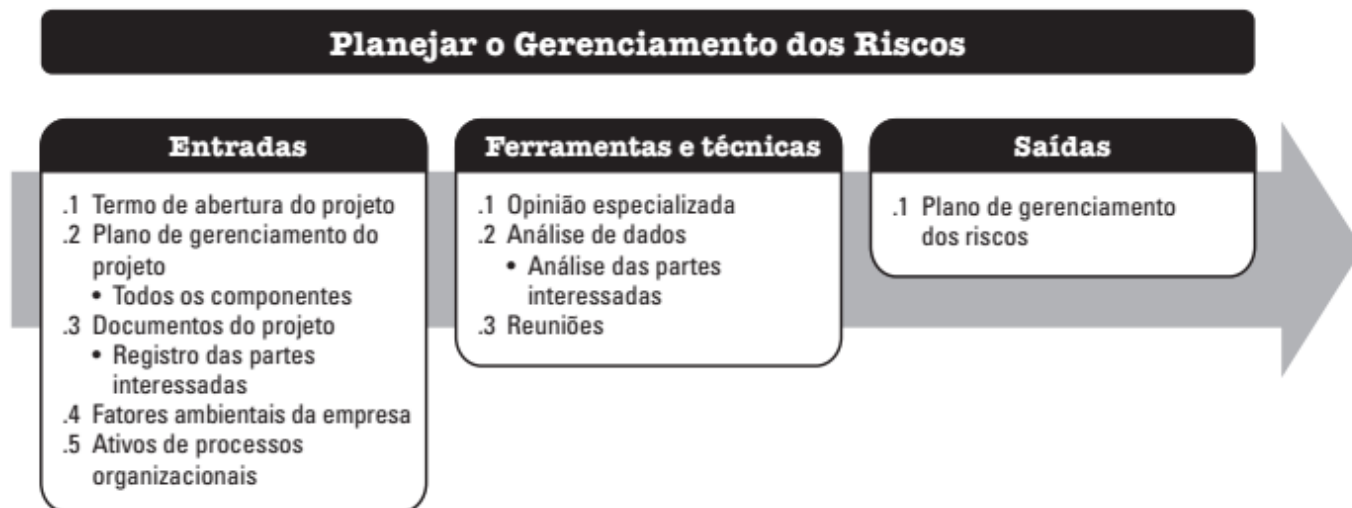 Planejar o Gerenciamento dos Riscos
Entradas
.1 Termo de abertura do projeto
.2 Plano de gerenciamento do
projeto
• Todos os componentes
.3 Documentos do projeto
• Registro das partes
interessadas
.4 Fatores ambientais da empresa
.5 Ativos de processos
organizacionais
Ferramentas e técnicas
.1 Opinião especializada
.2 Análise de dados
• Análise das partes
interessadas
.3 Reuniões
Saídas
.1 Plano de gerenciamento
dos riscos